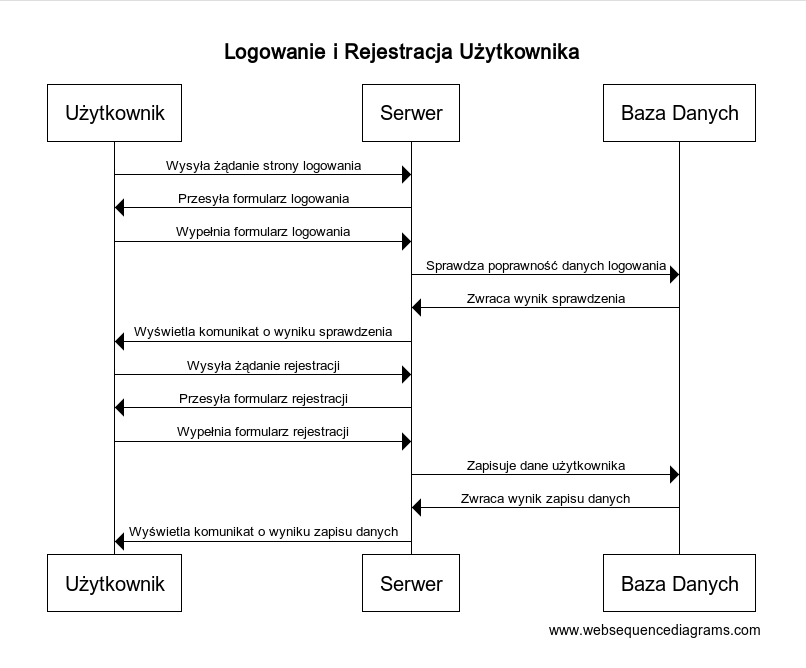 Logowanie i Rejestracja Użytkownika
Użytkownik
Serwer
Baza Danych
Wysyła żądanie strony logowania
Przesyła formularz logowania
Wypełnia formularz logowania
Sprawdza poprawność danych logowania
Zwraca wynik sprawdzenia
Wyświetla komunikat o wyniku sprawdzenia
Wysyła żądanie rejestracji
Przesyła formularz rejestracji
Wypełnia formularz rejestracji
Zapisuje dane użytkownika
Zwraca wynik zapisu danych
Wyświetla komunikat o wyniku zapisu danych
Użytkownik
Serwer
Baza Danych
www.websequencediagrams.com